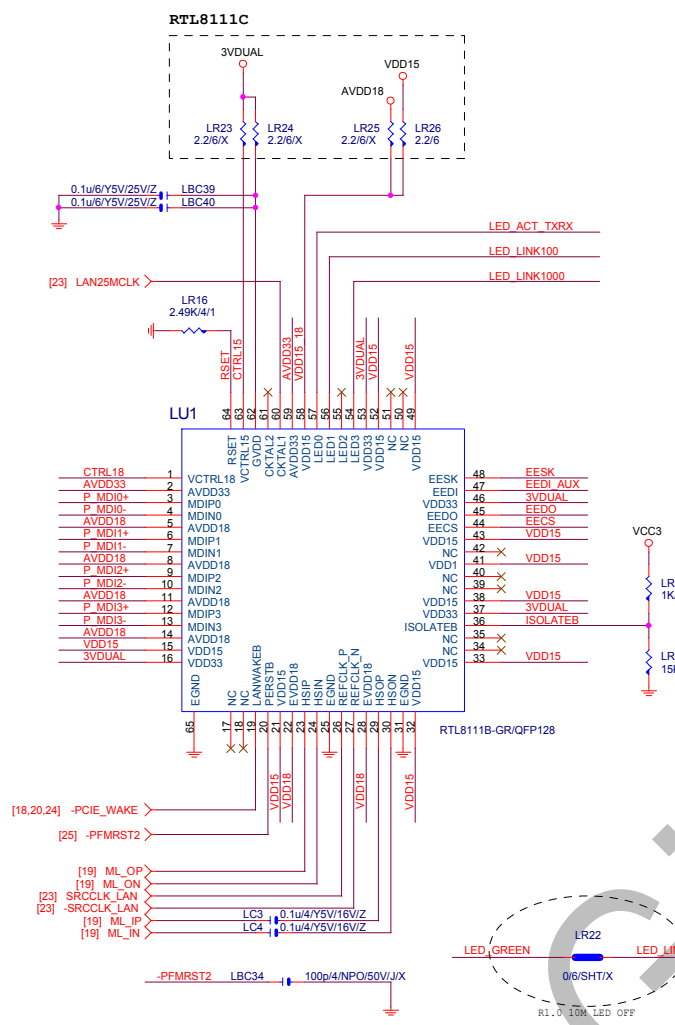 RTL8111C
3VDUAL
VDD15
AVDD18
LR23
2.2/6/X
LR24
2.2/6/X
LR25
2.2/6/X
LR26
2.2/6
0.1u/6/Y5V/25V/Z LBC39
0.1u/6/Y5V/25V/Z LBC40
LED_ACT_TXRX
LED_LINK100
LED_LINK1000
[23] LAN25MCLK
LR16
2.49K/4/1
RSET
CTRL15
AVDD33
VDD15_18
3VDUAL
VDD15
VDD15
LU1
64 63 62 61 60 59 58 57 56 55 54 53 52 51 50 49
RSET
VCTRL15
GVDD
CKTAL2
CKTAL1
AVDD33
VDD15
LED0
LED1
LED2
LED3
VDD33
VDD15
NC
NC
VDD15
CTRL18 1 VCTRL18
AVDD33 2 AVDD33
P_MDI0+ 3 MDIP0
P_MDI0- 4 MDIN0
AVDD18 5 AVDD18
P_MDI1+ 6 MDIP1
P_MDI1- 7 MDIN1
AVDD18 8 AVDD18
P_MDI2+ 9 MDIP2
P_MDI2- 10 MDIN2
AVDD18 11 AVDD18
P_MDI3+ 12 MDIP3
P_MDI3- 13 MDIN3
AVDD18 14 AVDD18
VDD15 15 VDD15
3VDUAL 16 VDD33
EESK 48 EESK
EEDI 47 EEDI_AUX
VDD33 46 3VDUAL
EEDO 45 EEDO
EECS 44 EECS
VDD15 43 VDD15
NC 42
VDD1 41 VDD15
NC 40
NC 39
VDD15 38 VDD15
VDD33 37 3VDUAL
ISOLATEB 36 ISOLATEB
NC 35
NC 34
VDD15 33 VDD15
VCC3
LR
1K
LR
15
EGND
NC
NC
LANWAKEB
PERSTB
VDD15
EVDD18
HSIP
HSIN
EGND
REFCLK_P
REFCLK_N
EVDD18
HSOP
HSON
EGND
VDD15
65 17 18 19 20 21 22 23 24 25 26 27 28 29 30 31 32
RTL8111B-GR/QFP128
VDD15
VDD18
VDD18
VDD15
[18,20,24] -PCIE_WAKE
[25] -PFMRST2
[19] ML_OP
[19] ML_ON
[23] SRCCLK_LAN
[23] -SRCCLK_LAN
[19] ML_IP LC3 0.1u/4/Y5V/16V/Z
[19] ML_IN LC4 0.1u/4/Y5V/16V/Z
-PFMRST2 LBC34 100p/4/NPO/50V/J/X
LED_GREEN LR22 LED_LI
0/6/SHT/X
R1.0 10M LED OFF